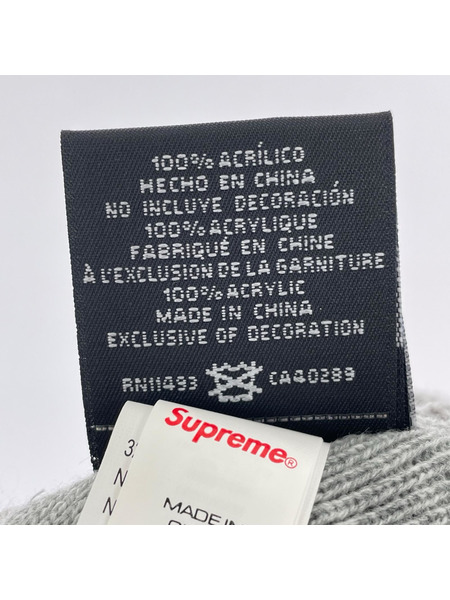 100% ACRÍLICO
HECHO EN CHINA
NO INCLUYE DECORACIÓN
100% ACRYLIQUE
FABRIQUÉ EN CHINE
À L'EXCLUSION DE LA GARNITURE
100% ACRYLIC
MADE IN CHINA
EXCLUSIVE OF DECORATION
RN11493 CA40289
Supreme®
MADE IN